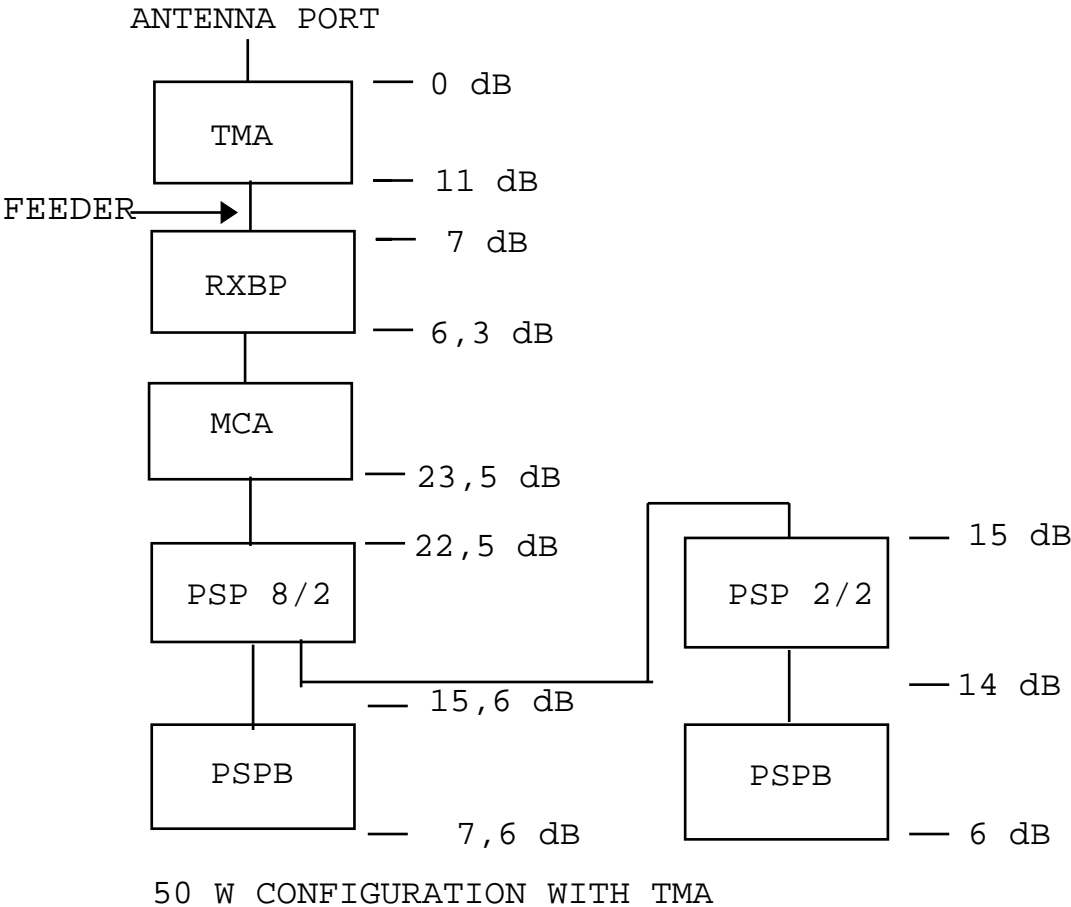 ANTENNA PORT
0 dB
TMA
11 dB
FEEDER
7 dB
RXBP
6,3 dB
MCA
23,5 dB
22,5 dB
PSP 8/2
15,6 dB
PSPB
7,6 dB
15 dB
PSP 2/2
14 dB
PSPB
6 dB
50 W CONFIGURATION WITH TMA